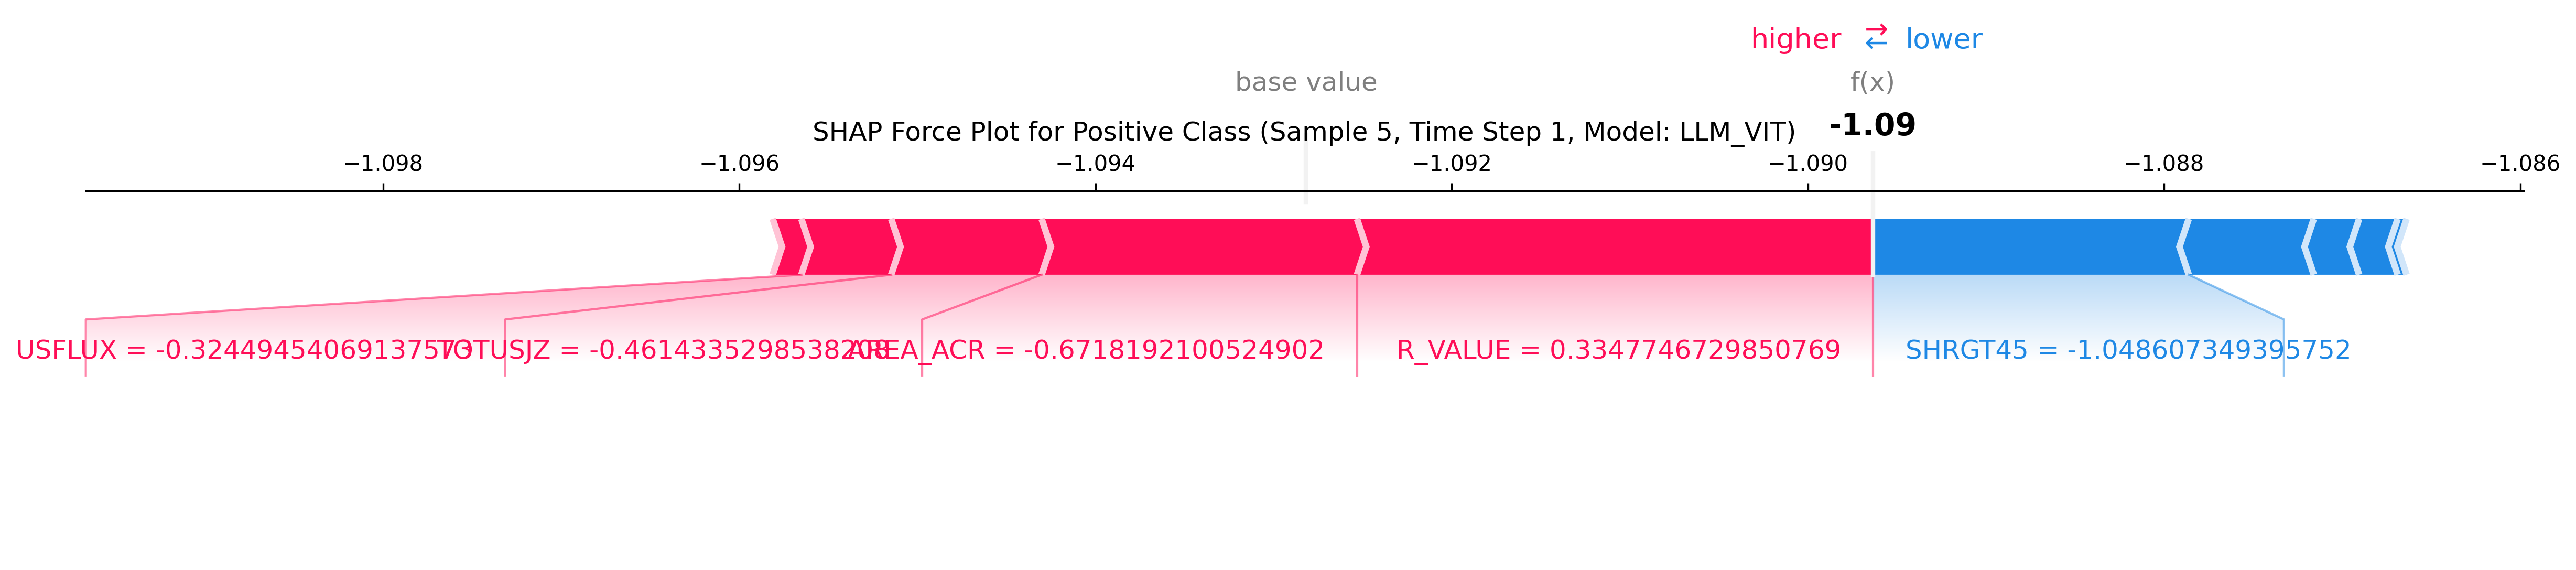 higher ⇄ lower
base value f(x)
SHAP Force Plot for Positive Class (Sample 5, Time Step 1, Model: LLM_VIT) -1.09
−1.098 −1.096 −1.094 −1.092 −1.090 −1.088 −1.086
USFLUX = -0.3244945406913757 TOTUSJZ = -0.4614335298538208 AREA_ACR = -0.6718192100524902 R_VALUE = 0.3347746729850769 SHRGT45 = -1.048607349395752